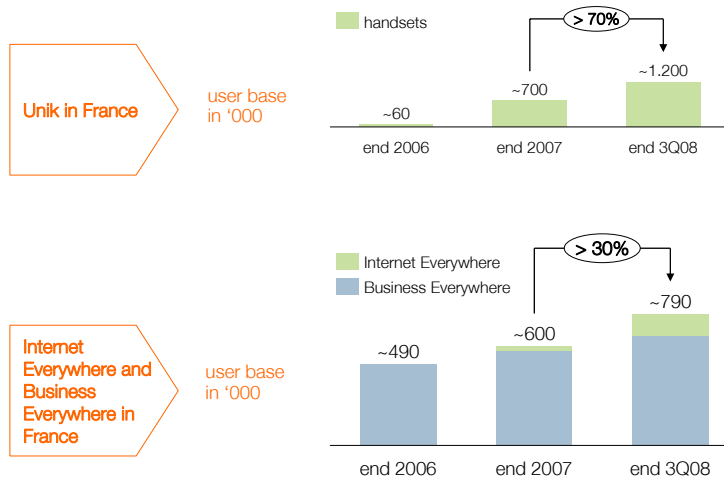 handsets
> 70%
Unik in France
user base
in ‘000
~60
~700
~1.200
end 2006
end 2007
end 3Q08
Internet Everywhere
Business Everywhere
> 30%
Internet
Everywhere and
Business
Everywhere in
France
user base
in ‘000
~490
~600
~790
end 2006
end 2007
end 3Q08